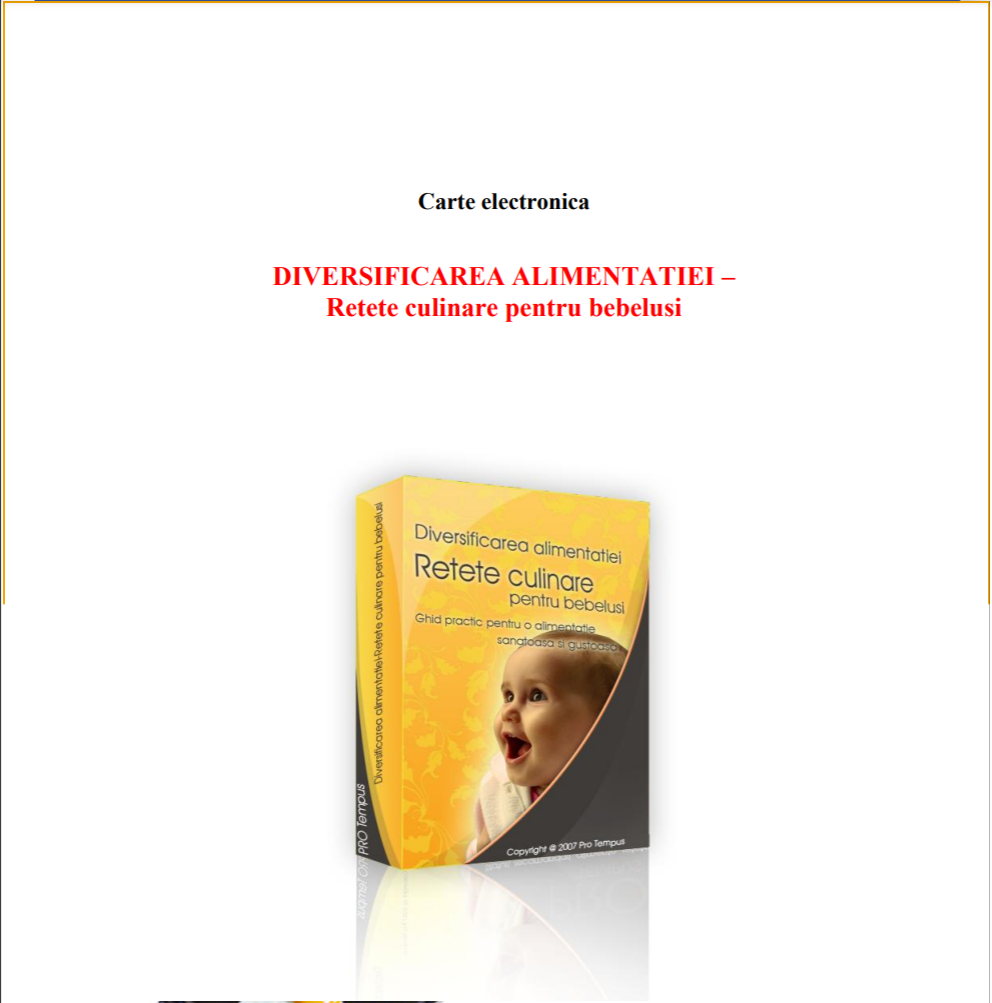 Carte electronica
DIVERSIFICAREA ALIMENTATIEI –
Retete culinare pentru bebelusi
Diversificarea alimentatiei
Retete culinare
pentru bebelusi
Ghid practic pentru o alimentatie
sanatoasa si gustoasa
Copyright @ 2007 Pro Tempus
Diversificarea alimentatiei-Retete culinare pentru bebelusi
PRO Tempus